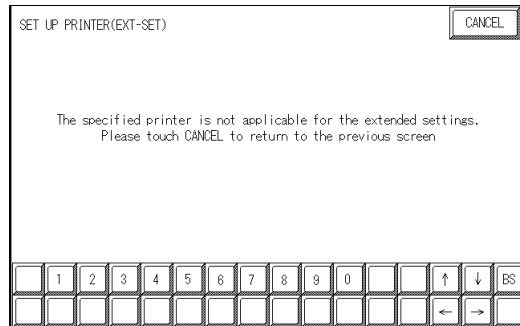 SET UP PRINTER(EXT-SET)
CANCEL
The specified printer is not applicable for the extended settings.
Please touch CANCEL to return to the previous screen
1 2 3 4 5 6 7 8 9 0 ↑ ↓ BS
← →